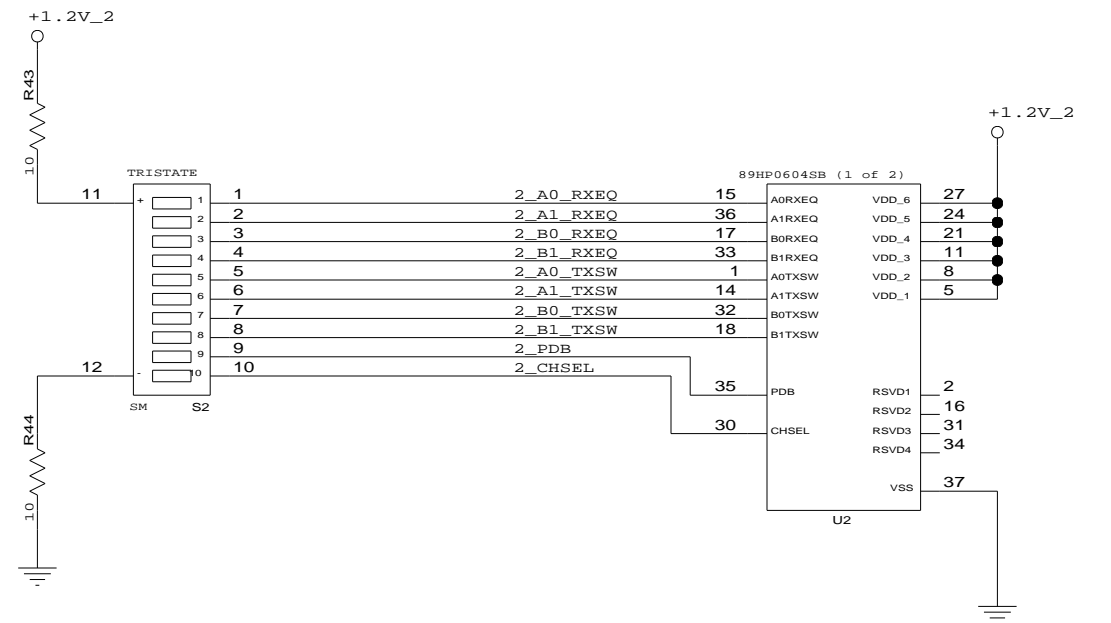 +1.2V_2
R43
10
+1.2V_2
TRISTATE
89HP0604SB (1 of 2)
11 + 1 1 2_A0_RXEQ 15 A0RXEQ VDD_6 27
2 2 2_A1_RXEQ 36 A1RXEQ VDD_5 24
3 3 2_B0_RXEQ 17 B0RXEQ VDD_4 21
4 4 2_B1_RXEQ 33 B1RXEQ VDD_3 11
5 5 2_A0_TXSW 1 A0TXSW VDD_2 8
6 6 2_A1_TXSW 14 A1TXSW VDD_1 5
7 7 2_B0_TXSW 32 B0TXSW
8 8 2_B1_TXSW 18 B1TXSW
9 9 2_PDB
12 - 10 10 2_CHSEL
35 PDB RSVD1 2
SM S2
RSVD2 16
30 CHSEL RSVD3 31
RSVD4 34
R44
10
VSS 37
U2